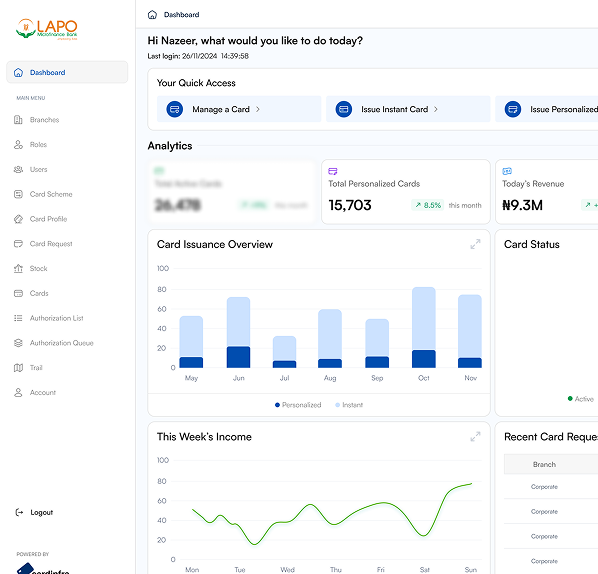 LAPO
Microfinance Bank
Dashboard
Hi Nazeer, what would you like to do today?
Last login: 26/11/2024 14:39:58
Your Quick Access
Manage a Card
Issue Instant Card
Issue Personalized
Dashboard
MAIN MENU
Branches
Roles
Users
Card Scheme
Card Profile
Card Request
Stock
Cards
Authorization List
Authorization Queue
Trail
Account
Logout
POWERED BY
cardinfra
Analytics
Total Active Cards
26,478
this month
Total Personalized Cards
15,703
8.5%
this month
Today's Revenue
₦9.3M
+
Card Issuance Overview
100
80
60
40
20
0
May
Jun
Jul
Aug
Sep
Oct
Nov
Personalized
Instant
Card Status
Active
This Week's Income
100
80
60
40
20
0
Mon
Tue
Wed
Thu
Fri
Sat
Sun
Recent Card Reque
Branch
Corporate
Corporate
Corporate
Corporate